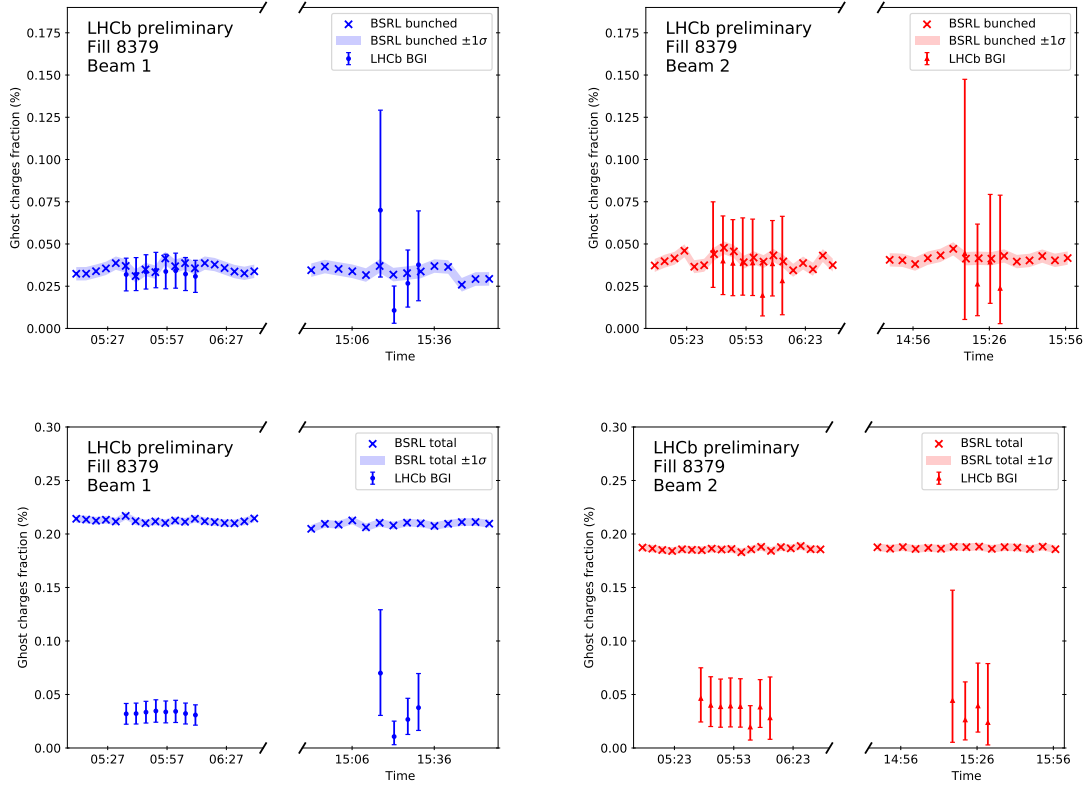 LHCb preliminary
Fill 8379
Beam 1
BSRL bunched
BSRL bunched ±1σ
LHCb BGI
Ghost charges fraction (%)
0.175
0.150
0.125
0.100
0.075
0.050
0.025
0.000
05:27 05:57 06:27 15:06 15:36
Time
LHCb preliminary
Fill 8379
Beam 2
BSRL bunched
BSRL bunched ±1σ
LHCb BGI
Ghost charges fraction (%)
0.175
0.150
0.125
0.100
0.075
0.050
0.025
0.000
05:23 05:53 06:23 14:56 15:26 15:56
Time
LHCb preliminary
Fill 8379
Beam 1
BSRL total
BSRL total ±1σ
LHCb BGI
Ghost charges fraction (%)
0.30
0.25
0.20
0.15
0.10
0.05
0.00
05:27 05:57 06:27 15:06 15:36
Time
LHCb preliminary
Fill 8379
Beam 2
BSRL total
BSRL total ±1σ
LHCb BGI
Ghost charges fraction (%)
0.30
0.25
0.20
0.15
0.10
0.05
0.00
05:23 05:53 06:23 14:56 15:26 15:56
Time